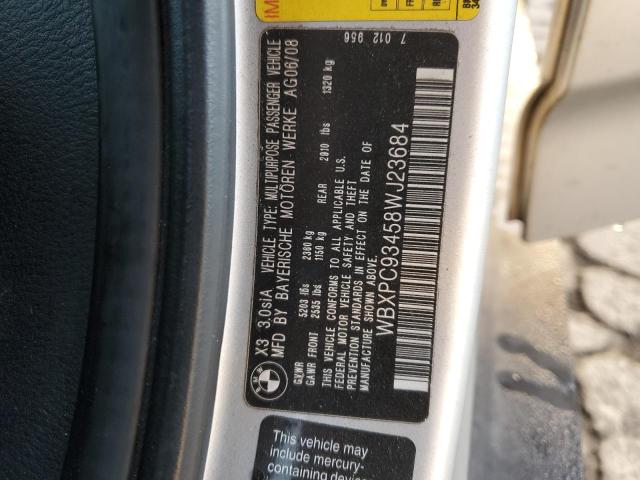 X3 3.0siA VEHICLE TYPE: MULTIPURPOSE PASSENGER VEHICLE
MFD BY BAYERISCHE MOTOREN WERKE AG06/08
GVWR 5203 lbs 2360 kg
GAWR FRONT 2535 lbs 1150 kg REAR 2910 lbs 1320 kg
THIS VEHICLE CONFORMS TO ALL APPLICABLE U.S.
FEDERAL MOTOR VEHICLE SAFETY AND THEFT
PREVENTION STANDARDS IN EFFECT ON THE DATE OF
MANUFACTURE SHOWN ABOVE.
WBXPC93458WJ23684
7 012 956
BMW
This vehicle may
include mercury-
containing